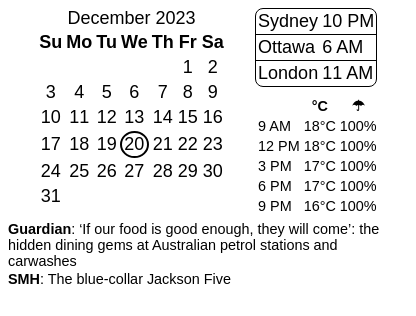 December 2023
Su Mo Tu We Th Fr Sa
1 2
3 4 5 6 7 8 9
10 11 12 13 14 15 16
17 18 19 20 21 22 23
24 25 26 27 28 29 30
31
Sydney 10 PM
Ottawa 6 AM
London 11 AM
°C ☂
9 AM 18°C 100%
12 PM 18°C 100%
3 PM 17°C 100%
6 PM 17°C 100%
9 PM 16°C 100%
Guardian: ‘If our food is good enough, they will come’: the
hidden dining gems at Australian petrol stations and
carwashes
SMH: The blue-collar Jackson Five